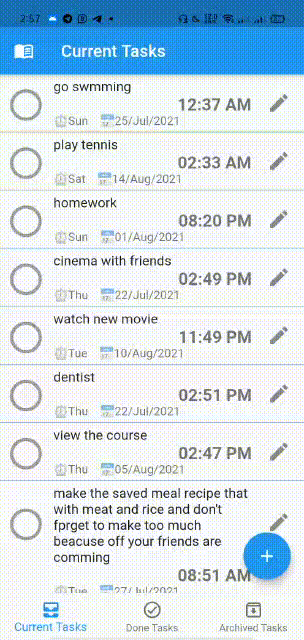 2:57
Current Tasks
go swmming
12:37 AM
Sun 25/Jul/2021
play tennis
02:33 AM
Sat 14/Aug/2021
homework
08:20 PM
Sun 01/Aug/2021
cinema with friends
02:49 PM
Thu 22/Jul/2021
watch new movie
11:49 PM
Tue 10/Aug/2021
dentist
02:51 PM
Thu 22/Jul/2021
view the course
02:47 PM
Thu 05/Aug/2021
make the saved meal recipe that
with meat and rice and don't
fprget to make too much
beacuse off your friends are
comming
08:51 AM
Tue 27/Jul/2021
Current Tasks Done Tasks Archived Tasks